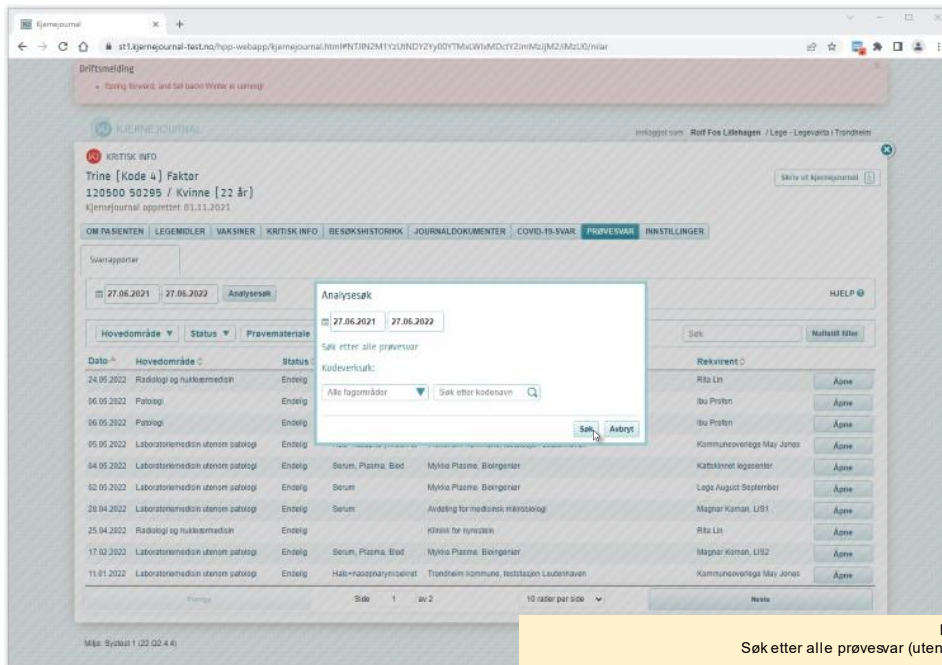 Kjernejournal
st1.kjernejournal-test.no/hpp-webapp/kjernejournal.html#
Driftsmelding
Spring forward, and fall back! Winter is coming!
KJERNEJOURNAL
Innlogget som: Rolf Fos Lillehagen / Lege - Legevakta i Trondheim
KRITISK INFO
Trine [Kode 4] Faktor
Skriv ut kjernejournal
120500 50295 / Kvinne [22 år]
Kjernejournal opprettet 01.11.2021
OM PASIENTEN LEGEMIDLER VAKSINER KRITISK INFO BESØKSHISTORIKK JOURNALDOKUMENTER COVID-19-SVAR PRØVESVAR INNSTILLINGER
Svarrapporter
27.06.2021 - 27.06.2022 Analysesøk
HJELP
Analysesøk
27.06.2021 - 27.06.2022
Søk etter alle prøvesvar
Kodeverksøk:
Alle fagområder Søk etter kodenavn
Søk Avbryt
Hovedområde Status Prøvemateriale Søk Nullstill filter
Dato Hovedområde Status Rekvirent
24.05.2022 Radiologi og nukleærmedisin Endelig Rita Lin Åpne
06.05.2022 Patologi Endelig Ibu Profen Åpne
06.05.2022 Patologi Endelig Ibu Profen Åpne
05.05.2022 Laboratoriemedisin utenom patologi Endelig Kommuneoverlege May Jones Åpne
04.05.2022 Laboratoriemedisin utenom patologi Endelig Serum, Plasma, Blod Mykke Plasma, Bioingeniør Kattskinnet legesenter Åpne
02.05.2022 Laboratoriemedisin utenom patologi Endelig Serum Mykke Plasma, Bioingeniør Lege August September Åpne
28.04.2022 Laboratoriemedisin utenom patologi Endelig Serum Avdeling for medisinsk mikrobiologi Magnar Koman, LIS1 Åpne
25.04.2022 Radiologi og nukleærmedisin Endelig Klinikk for nyrestein Rita Lin Åpne
17.02.2022 Laboratoriemedisin utenom patologi Endelig Serum, Plasma, Blod Mykke Plasma, Bioingeniør Magnar Koman, LIS2 Åpne
11.01.2022 Laboratoriemedisin utenom patologi Endelig Hals+nasopharynxsekret Trondheim kommune, teststasjon Leutenhaven Kommuneoverlege May Jones Åpne
Forrige Side 1 av 2 10 rader per side Neste
Miljø: Systest 1 (22.Q2.4.4)
Søk etter alle prøvesvar (uten